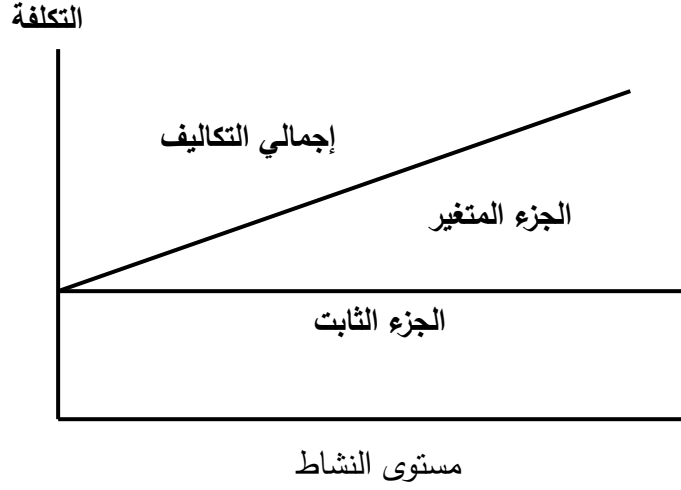 التكلفة
إجمالي التكاليف
الجزء المتغير
الجزء الثابت
مستوى النشاط